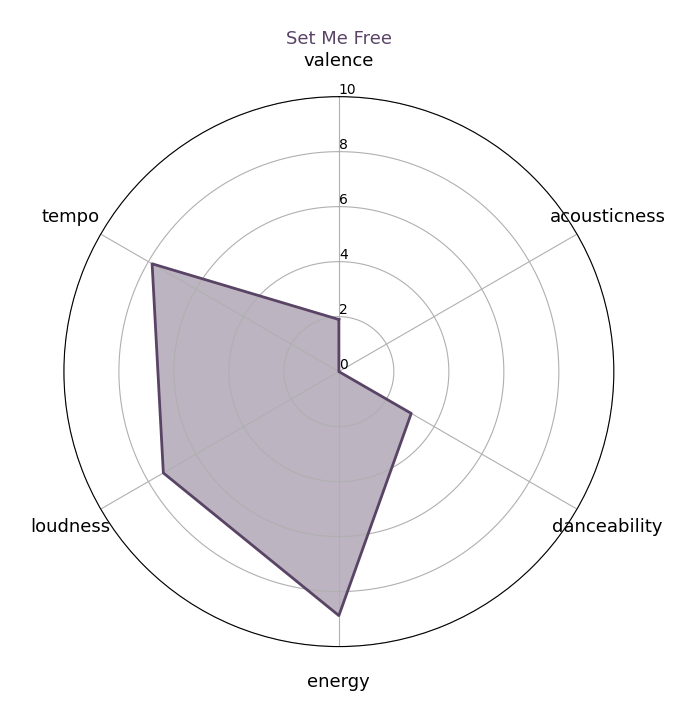 Set Me Free
valence
10
8
6
4
2
0
tempo
acousticness
loudness
danceability
energy